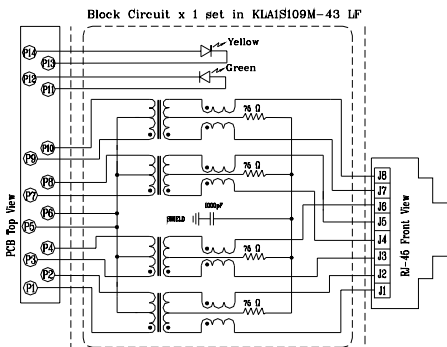 Block Circuit x 1 set in KLA1S109M-43 LF
P14
Yellow
P13
P12
Green
P11
P10
75 Ω
P9
J8
P8
75 Ω
J7
P7
J6
P6
SHIELD
1000pF
J5
P5
J4
P4
75 Ω
J3
P3
J2
P2
75 Ω
J1
P1
PCB Top View
RJ-45 Front View